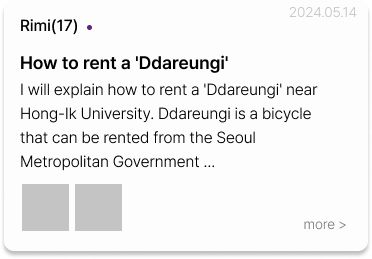 2024.05.14
Rimi(17)
How to rent a 'Ddareungi'
I will explain how to rent a 'Ddareungi' near
Hong-Ik University. Ddareungi is a bicycle
that can be rented from the Seoul
Metropolitan Government ...
more >